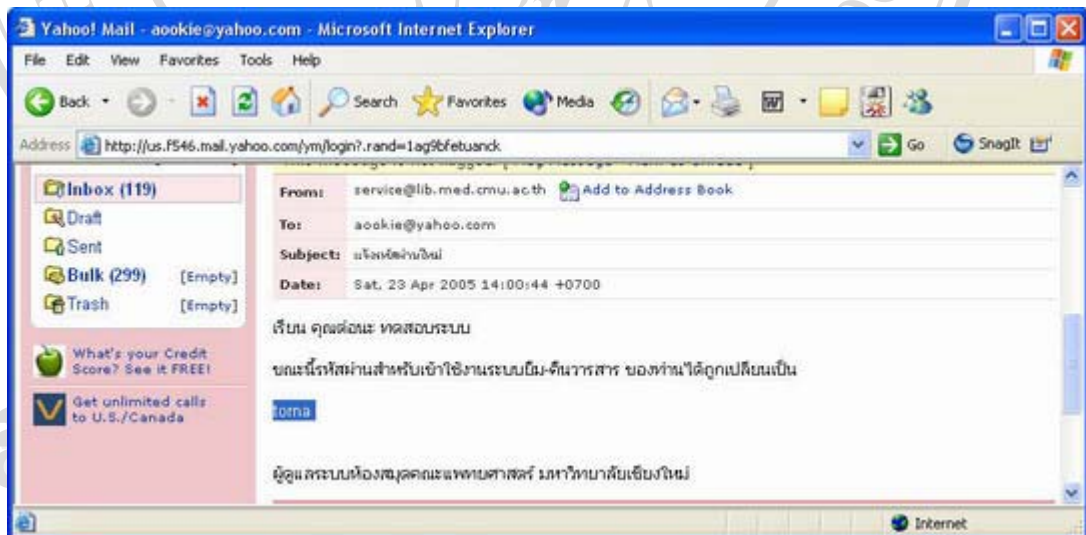 Yahoo! Mail - aookie@yahoo.com - Microsoft Internet Explorer
File Edit View Favorites Tools Help
Back Search Favorites Media
Address http://us.f546.mail.yahoo.com/ym/login?.rand=1ag9bfetuanck Go SnagIt
Inbox (119)
Draft
Sent
Bulk (299) [Empty]
Trash [Empty]
What's your Credit
Score? See it FREE!
Get unlimited calls
to U.S./Canada
From: service@lib.med.cmu.ac.th Add to Address Book
To: aookie@yahoo.com
Subject: แจ้งรหัสผ่านใหม่
Date: Sat, 23 Apr 2005 14:00:44 +0700
เรียน คุณต่อนะ ทดสอบระบบ
ขณะนี้รหัสผ่านสำหรับเข้าใช้งานระบบยืม-คืนวารสาร ของท่านได้ถูกเปลี่ยนเป็น
torna
ผู้ดูแลระบบห้องสมุดคณะแพทยศาสตร์ มหาวิทยาลัยเชียงใหม่
Internet